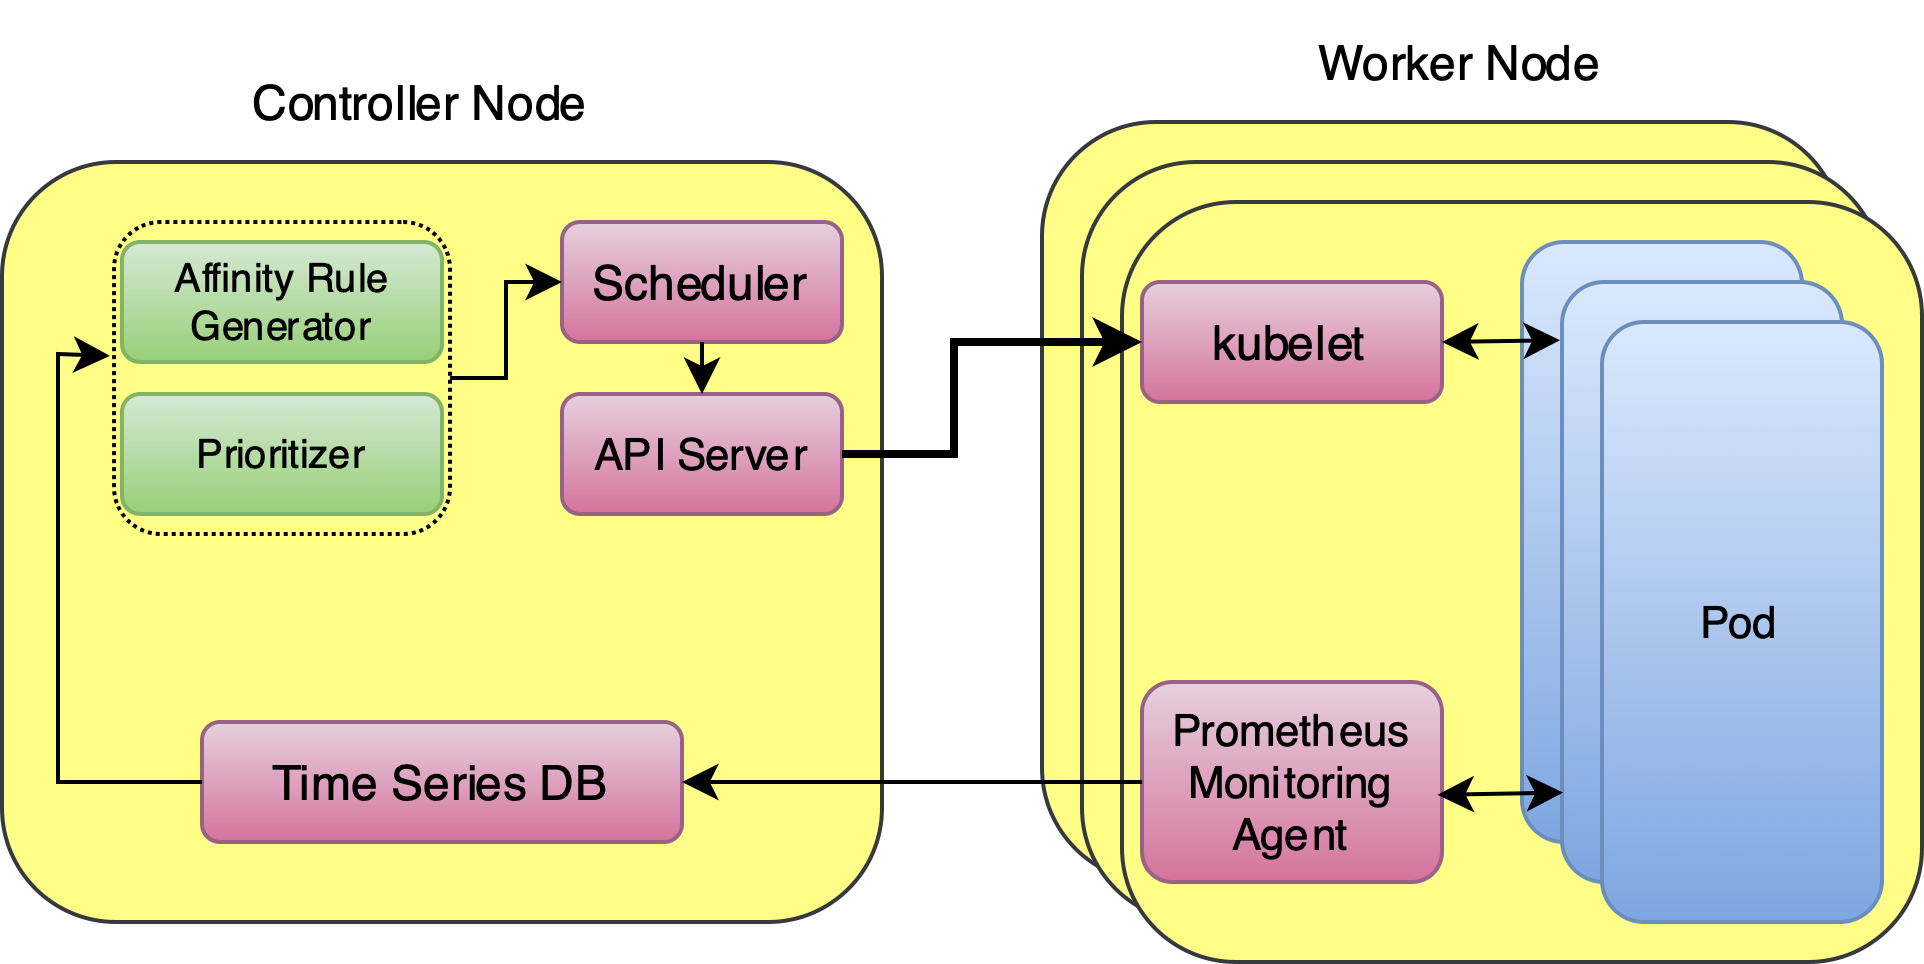 Worker Node
Controller Node
Affinity Rule
Generator
Prioritizer
Scheduler
API Server
Time Series DB
kubelet
Prometheus
Monitoring
Agent
Pod